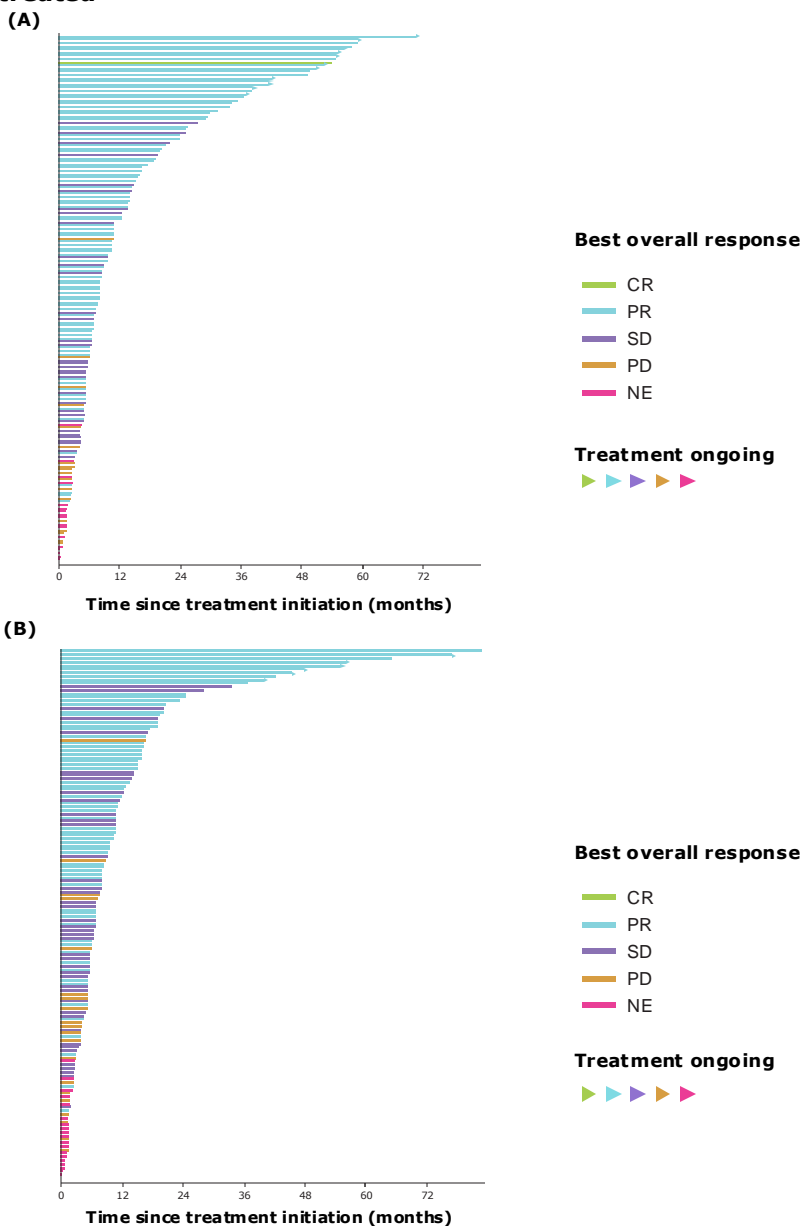 (A)
Best overall response
CR
PR
SD
PD
NE
Treatment ongoing
0 12 24 36 48 60 72
Time since treatment initiation (months)
(B)
Best overall response
CR
PR
SD
PD
NE
Treatment ongoing
0 12 24 36 48 60 72
Time since treatment initiation (months)